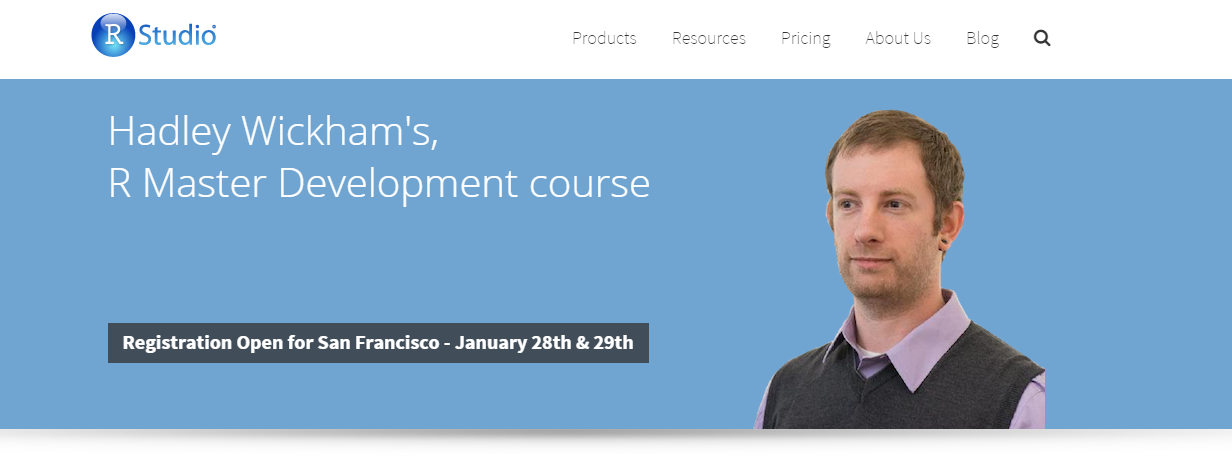 R Studio®
Products Resources Pricing About Us Blog
Hadley Wickham's,
R Master Development course
Registration Open for San Francisco - January 28th & 29th